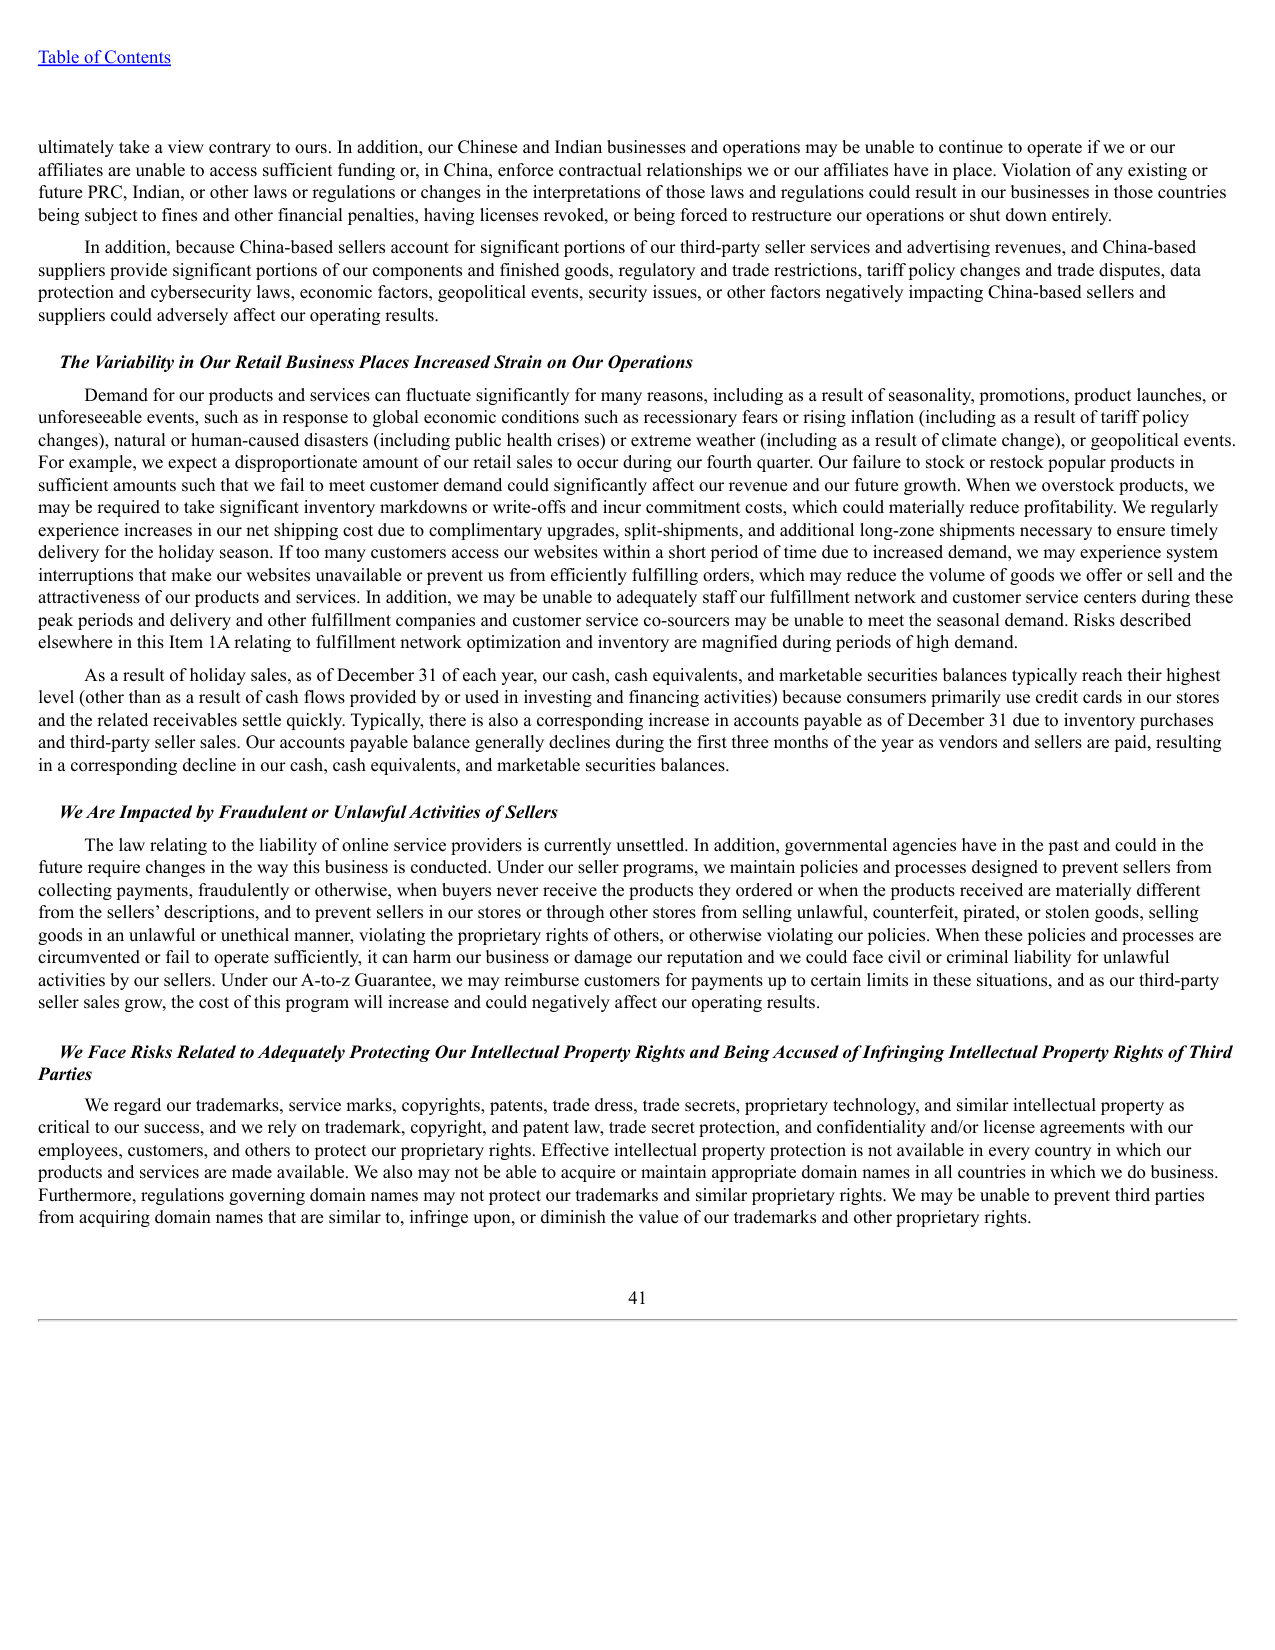 Table of Contents
ultimately take a view contrary to ours. In addition, our Chinese and Indian businesses and operations may be unable to continue to operate if we or our
affiliates are unable to access sufficient funding or, in China, enforce contractual relationships we or our affiliates have in place. Violation of any existing or
future PRC, Indian, or other laws or regulations or changes in the interpretations of those laws and regulations could result in our businesses in those countries
being subject to fines and other financial penalties, having licenses revoked, or being forced to restructure our operations or shut down entirely.
In addition, because China-based sellers account for significant portions of our third-party seller services and advertising revenues, and China-based
suppliers provide significant portions of our components and finished goods, regulatory and trade restrictions, tariff policy changes and trade disputes, data
protection and cybersecurity laws, economic factors, geopolitical events, security issues, or other factors negatively impacting China-based sellers and
suppliers could adversely affect our operating results.
The Variability in Our Retail Business Places Increased Strain on Our Operations
Demand for our products and services can fluctuate significantly for many reasons, including as a result of seasonality, promotions, product launches, or
unforeseeable events, such as in response to global economic conditions such as recessionary fears or rising inflation (including as a result of tariff policy
changes), natural or human-caused disasters (including public health crises) or extreme weather (including as a result of climate change), or geopolitical events.
For example, we expect a disproportionate amount of our retail sales to occur during our fourth quarter. Our failure to stock or restock popular products in
sufficient amounts such that we fail to meet customer demand could significantly affect our revenue and our future growth. When we overstock products, we
may be required to take significant inventory markdowns or write-offs and incur commitment costs, which could materially reduce profitability. We regularly
experience increases in our net shipping cost due to complimentary upgrades, split-shipments, and additional long-zone shipments necessary to ensure timely
delivery for the holiday season. If too many customers access our websites within a short period of time due to increased demand, we may experience system
interruptions that make our websites unavailable or prevent us from efficiently fulfilling orders, which may reduce the volume of goods we offer or sell and the
attractiveness of our products and services. In addition, we may be unable to adequately staff our fulfillment network and customer service centers during these
peak periods and delivery and other fulfillment companies and customer service co-sourcers may be unable to meet the seasonal demand. Risks described
elsewhere in this Item 1A relating to fulfillment network optimization and inventory are magnified during periods of high demand.
As a result of holiday sales, as of December 31 of each year, our cash, cash equivalents, and marketable securities balances typically reach their highest
level (other than as a result of cash flows provided by or used in investing and financing activities) because consumers primarily use credit cards in our stores
and the related receivables settle quickly. Typically, there is also a corresponding increase in accounts payable as of December 31 due to inventory purchases
and third-party seller sales. Our accounts payable balance generally declines during the first three months of the year as vendors and sellers are paid, resulting
in a corresponding decline in our cash, cash equivalents, and marketable securities balances.
We Are Impacted by Fraudulent or Unlawful Activities of Sellers
The law relating to the liability of online service providers is currently unsettled. In addition, governmental agencies have in the past and could in the
future require changes in the way this business is conducted. Under our seller programs, we maintain policies and processes designed to prevent sellers from
collecting payments, fraudulently or otherwise, when buyers never receive the products they ordered or when the products received are materially different
from the sellers’ descriptions, and to prevent sellers in our stores or through other stores from selling unlawful, counterfeit, pirated, or stolen goods, selling
goods in an unlawful or unethical manner, violating the proprietary rights of others, or otherwise violating our policies. When these policies and processes are
circumvented or fail to operate sufficiently, it can harm our business or damage our reputation and we could face civil or criminal liability for unlawful
activities by our sellers. Under our A-to-z Guarantee, we may reimburse customers for payments up to certain limits in these situations, and as our third-party
seller sales grow, the cost of this program will increase and could negatively affect our operating results.
We Face Risks Related to Adequately Protecting Our Intellectual Property Rights and Being Accused of Infringing Intellectual Property Rights of Third
Parties
We regard our trademarks, service marks, copyrights, patents, trade dress, trade secrets, proprietary technology, and similar intellectual property as
critical to our success, and we rely on trademark, copyright, and patent law, trade secret protection, and confidentiality and/or license agreements with our
employees, customers, and others to protect our proprietary rights. Effective intellectual property protection is not available in every country in which our
products and services are made available. We also may not be able to acquire or maintain appropriate domain names in all countries in which we do business.
Furthermore, regulations governing domain names may not protect our trademarks and similar proprietary rights. We may be unable to prevent third parties
from acquiring domain names that are similar to, infringe upon, or diminish the value of our trademarks and other proprietary rights.
41